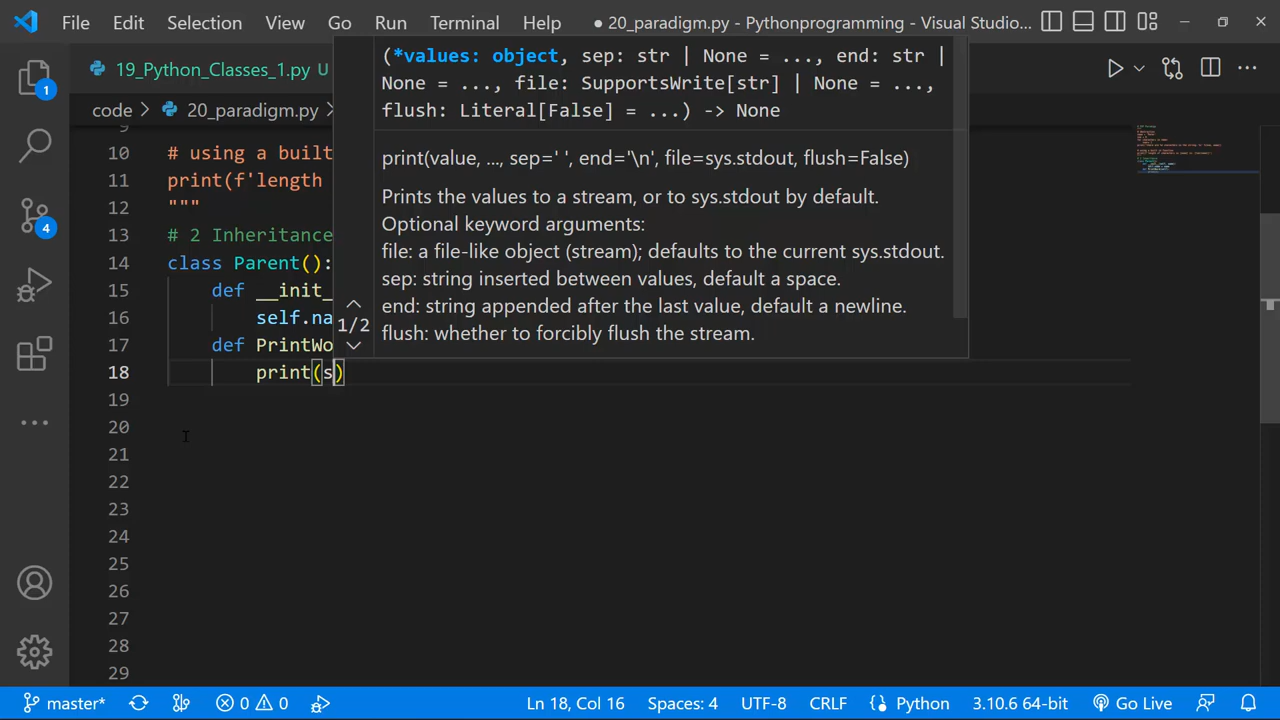 File Edit Selection View Go Run Terminal Help ● 20_paradigm.py - Pythonprogramming - Visual Studio...
19_Python_Classes_1.py U
code > 20_paradigm.py >
(*values: object, sep: str | None = ..., end: str |
None = ..., file: SupportsWrite[str] | None = ...,
flush: Literal[False] = ...) -> None
print(value, ..., sep=' ', end='\n', file=sys.stdout, flush=False)
Prints the values to a stream, or to sys.stdout by default.
Optional keyword arguments:
file: a file-like object (stream); defaults to the current sys.stdout.
sep: string inserted between values, default a space.
end: string appended after the last value, default a newline.
flush: whether to forcibly flush the stream.
1/2
9
10 # using a built
11 print(f'length
12 """
13 # 2 Inheritance
14 class Parent():
15 def __init_
16 self.na
17 def PrintWo
18 print(s)
19
20
21
22
23
24
25
26
27
28
29
1
4
master* 0 0 Ln 18, Col 16 Spaces: 4 UTF-8 CRLF Python 3.10.6 64-bit Go Live